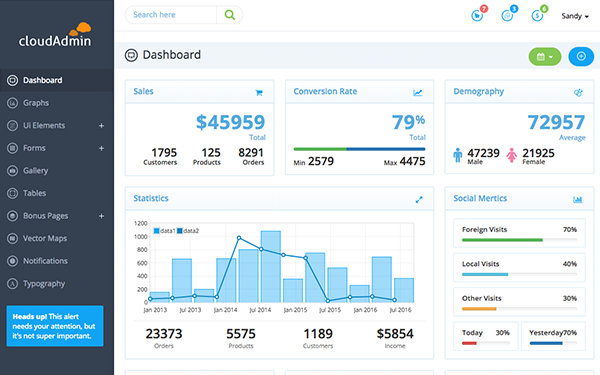 cloudAdmin
Search here
7
3
6
Sandy
Dashboard
Graphs
Ui Elements +
Forms +
Gallery
Tables
Bonus Pages +
Vector Maps
Notifications
Typography
Heads up! This alert
needs your attention, but
it's not super important.
Dashboard
Sales
$45959
Total
1795 125 8291
Customers Products Orders
Conversion Rate
79%
Total
Min 2579 Max 4475
Demography
72957
Average
47239 21925
Male Female
Statistics
data1 data2
1200
1000
800
600
400
200
0
Jan 2013 Jul 2013 Jan 2014 Jul 2014 Jan 2015 Jul 2015 Jan 2016 Jul 2016
23373 5575 1189 $5854
Orders Products Customers Income
Social Mertics
Foreign Visits 70%
Local Visits 40%
Other Visits 30%
Today 30% Yesterday 70%